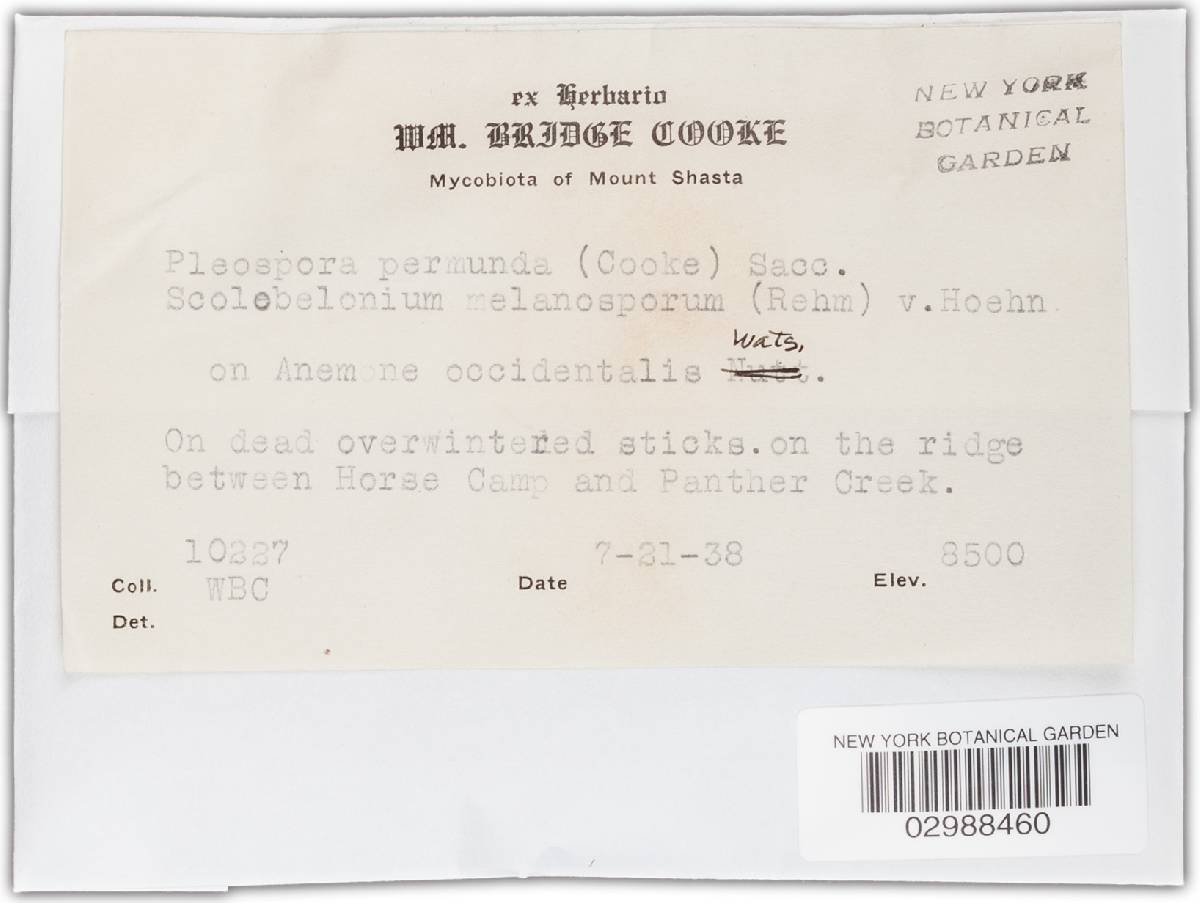 ex Herbario
WM. BRIDGE COOKE
Mycobiota of Mount Shasta
NEW YORK
BOTANICAL
GARDEN
Pleospora permunda (Cooke) Sacc.
Scolobelonium melanosporum (Rehm) v.Hoehn.
Wats,
on Anemone occidentalis Nutt.
On dead overwintered sticks.on the ridge
between Horse Camp and Panther Creek.
10227 7-21-38 8500
Coll. WBC Date Elev.
Det.
NEW YORK BOTANICAL GARDEN
02988460